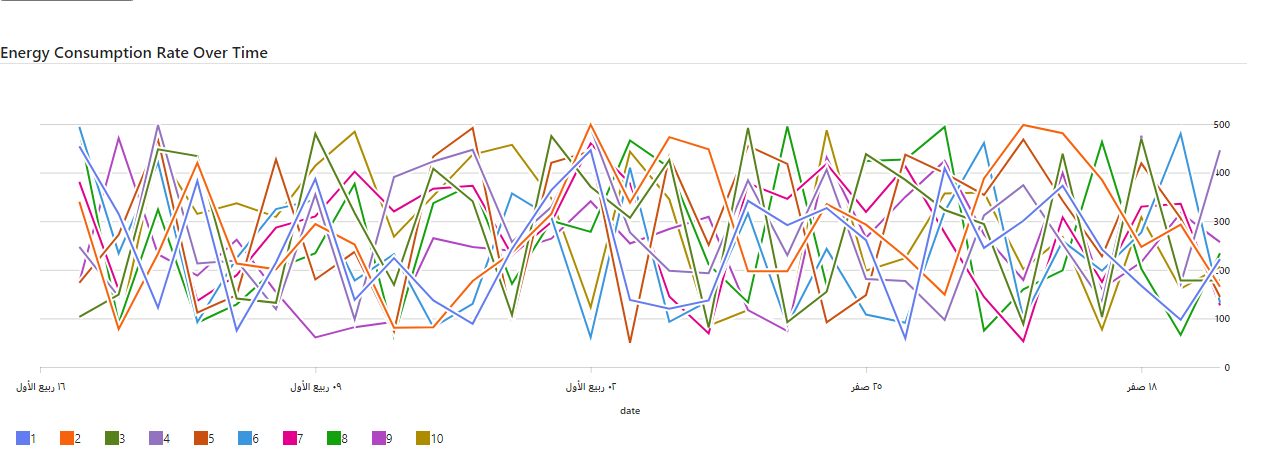 Energy Consumption Rate Over Time
500
400
300
200
100
0
١٦ ربيع الأول
٠٩ ربيع الأول
٠٢ ربيع الأول
٢٥ صفر
١٨ صفر
date
1 2 3 4 5 6 7 8 9 10